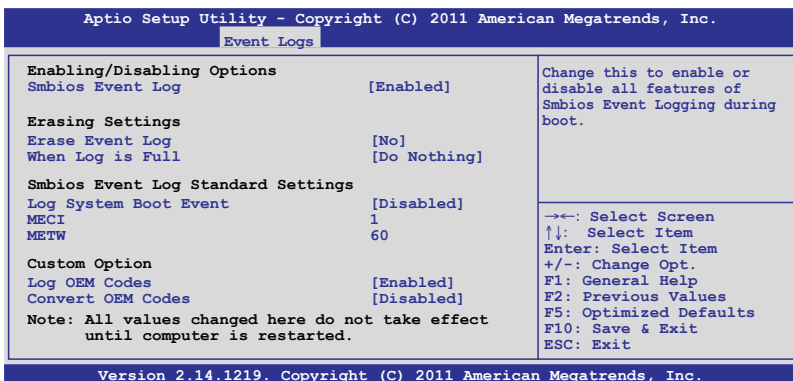 Aptio Setup Utility - Copyright (C) 2011 American Megatrends, Inc.
Event Logs
Enabling/Disabling Options
Smbios Event Log [Enabled]
Erasing Settings
Erase Event Log [No]
When Log is Full [Do Nothing]
Smbios Event Log Standard Settings
Log System Boot Event [Disabled]
MECI 1
METW 60
Custom Option
Log OEM Codes [Enabled]
Convert OEM Codes [Disabled]
Note: All values changed here do not take effect
until computer is restarted.
Change this to enable or
disable all features of
Smbios Event Logging during
boot.
→←: Select Screen
↑↓: Select Item
Enter: Select Item
+/-: Change Opt.
F1: General Help
F2: Previous Values
F5: Optimized Defaults
F10: Save & Exit
ESC: Exit
Version 2.14.1219. Copyright (C) 2011 American Megatrends, Inc.